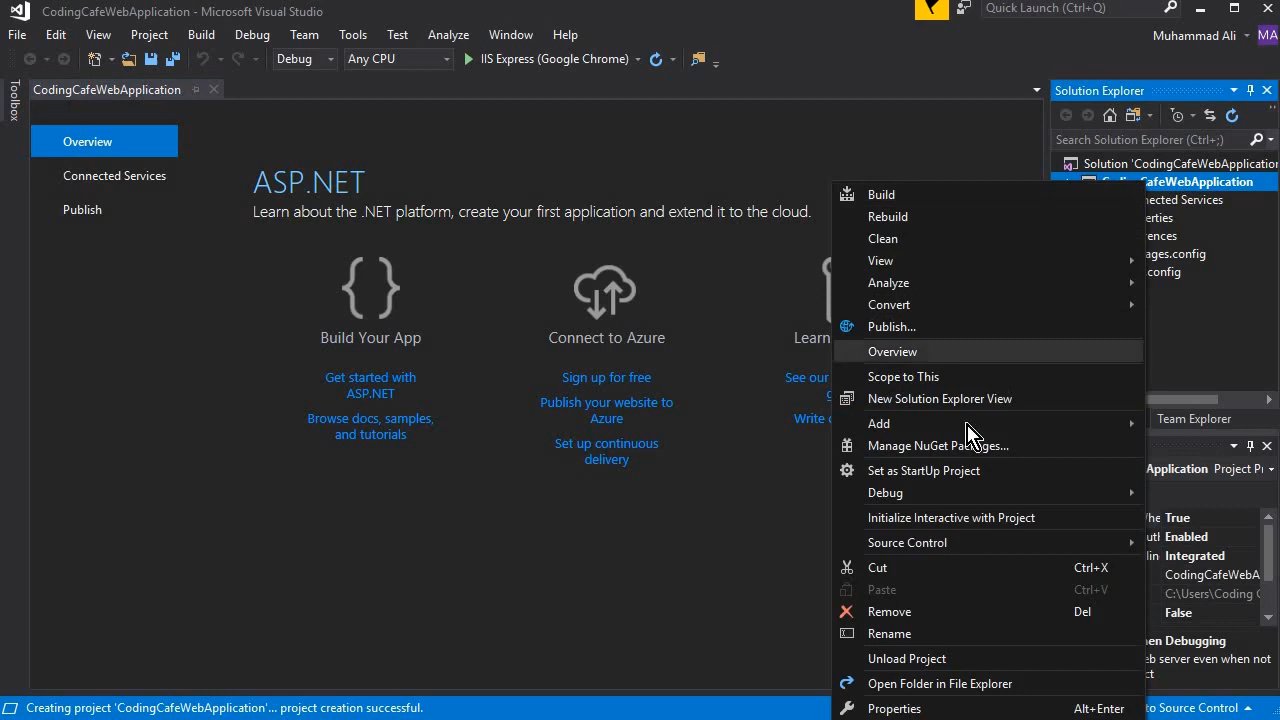 CodingCafeWebApplication - Microsoft Visual Studio
Quick Launch (Ctrl+Q)
File Edit View Project Build Debug Team Tools Test Analyze Window Help
Muhammad Ali MA
Debug Any CPU IIS Express (Google Chrome)
Toolbox
CodingCafeWebApplication
Overview
Connected Services
Publish
ASP.NET
Learn about the .NET platform, create your first application and extend it to the cloud.
Build Your App
Get started with
ASP.NET
Browse docs, samples,
and tutorials
Connect to Azure
Sign up for free
Publish your website to
Azure
Set up continuous
delivery
Learn
See our
Write
Build
Rebuild
Clean
View
Analyze
Convert
Publish...
Overview
Scope to This
New Solution Explorer View
Add
Manage NuGet Packages...
Set as StartUp Project
Debug
Initialize Interactive with Project
Source Control
Cut Ctrl+X
Paste Ctrl+V
Remove Del
Rename
Unload Project
Open Folder in File Explorer
Properties Alt+Enter
Solution Explorer
Search Solution Explorer (Ctrl+;)
Solution 'CodingCafeWebApplication
CodingCafeWebApplication
nected Services
erties
rences
ages.config
.config
Team Explorer
Application Project P
True
Enabled
Integrated
CodingCafeWebA
C:\Users\Coding
False
en Debugging
b server even when not
ct
Creating project 'CodingCafeWebApplication'... project creation successful.
to Source Control